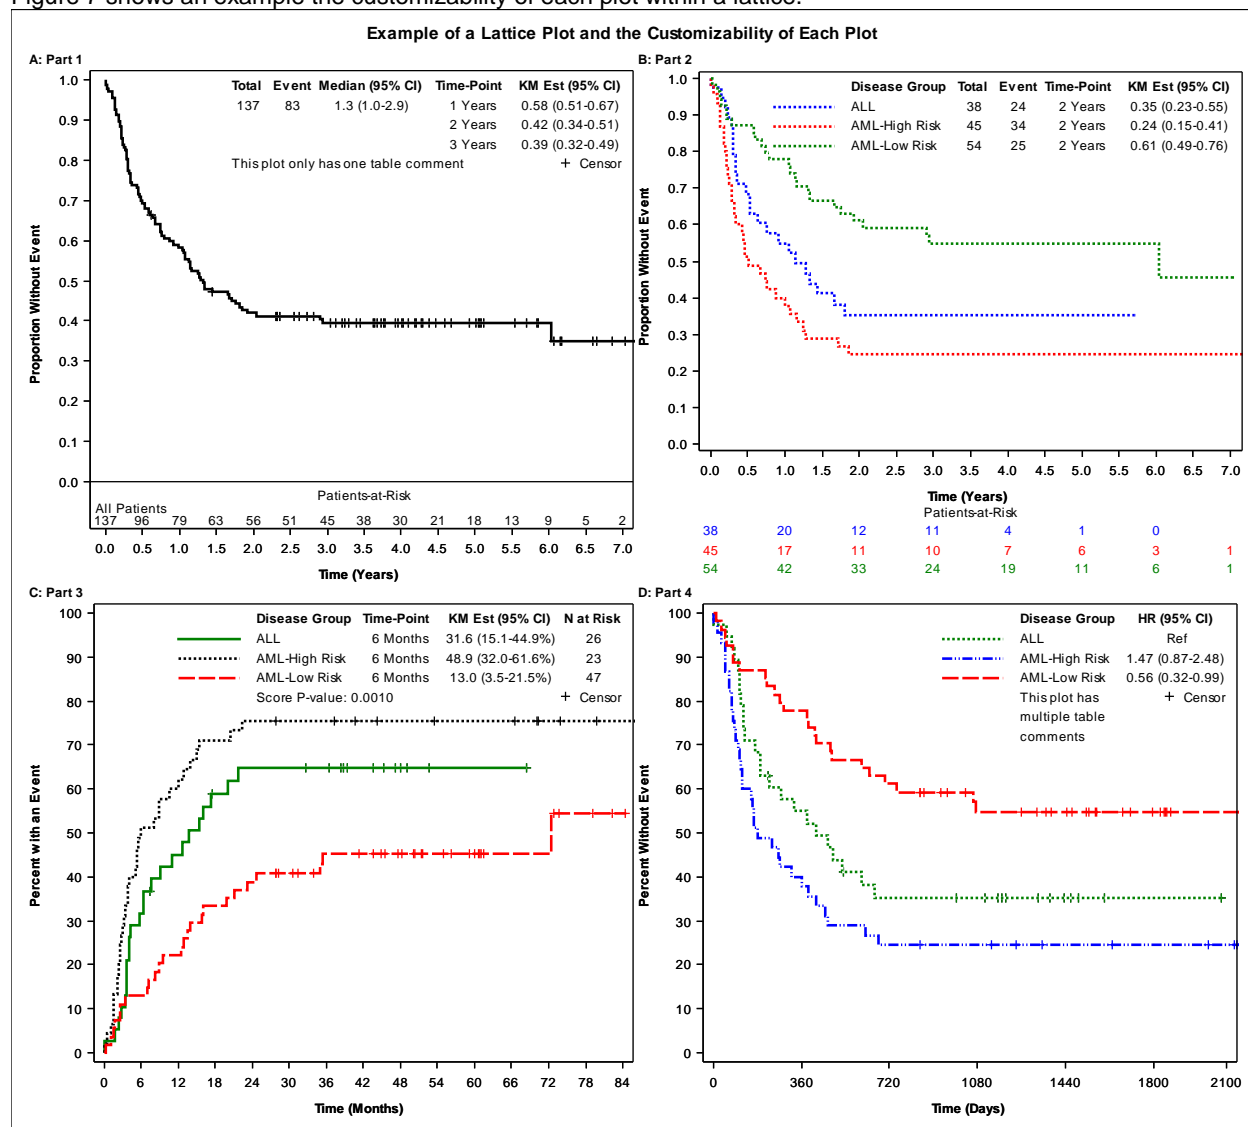 Figure 7 shows an example the customizability of each plot within a lattice.
Example of a Lattice Plot and the Customizability of Each Plot
A: Part 1
Total Event Median (95% CI) Time-Point KM Est (95% CI)
137 83 1.3 (1.0-2.9) 1 Years 0.58 (0.51-0.67)
2 Years 0.42 (0.34-0.51)
3 Years 0.39 (0.32-0.49)
This plot only has one table comment + Censor
Proportion Without Event
1.0
0.9
0.8
0.7
0.6
0.5
0.4
0.3
0.2
0.1
0.0
Patients-at-Risk
All Patients
137 96 79 63 56 51 45 38 30 21 18 13 9 5 2
0.0 0.5 1.0 1.5 2.0 2.5 3.0 3.5 4.0 4.5 5.0 5.5 6.0 6.5 7.0
Time (Years)
B: Part 2
Disease Group Total Event Time-Point KM Est (95% CI)
ALL 38 24 2 Years 0.35 (0.23-0.55)
AML-High Risk 45 34 2 Years 0.24 (0.15-0.41)
AML-Low Risk 54 25 2 Years 0.61 (0.49-0.76)
Proportion Without Event
1.0
0.9
0.8
0.7
0.6
0.5
0.4
0.3
0.2
0.1
0.0
0.0 0.5 1.0 1.5 2.0 2.5 3.0 3.5 4.0 4.5 5.0 5.5 6.0 6.5 7.0
Time (Years)
Patients-at-Risk
38 20 12 11 4 1 0
45 17 11 10 7 6 3 1
54 42 33 24 19 11 6 1
C: Part 3
Disease Group Time-Point KM Est (95% CI) N at Risk
ALL 6 Months 31.6 (15.1-44.9%) 26
AML-High Risk 6 Months 48.9 (32.0-61.6%) 23
AML-Low Risk 6 Months 13.0 (3.5-21.5%) 47
Score P-value: 0.0010 + Censor
Percent with an Event
100
90
80
70
60
50
40
30
20
10
0
0 6 12 18 24 30 36 42 48 54 60 66 72 78 84
Time (Months)
D: Part 4
Disease Group HR (95% CI)
ALL Ref
AML-High Risk 1.47 (0.87-2.48)
AML-Low Risk 0.56 (0.32-0.99)
This plot has + Censor
multiple table
comments
Percent Without Event
100
90
80
70
60
50
40
30
20
10
0
0 360 720 1080 1440 1800 2100
Time (Days)